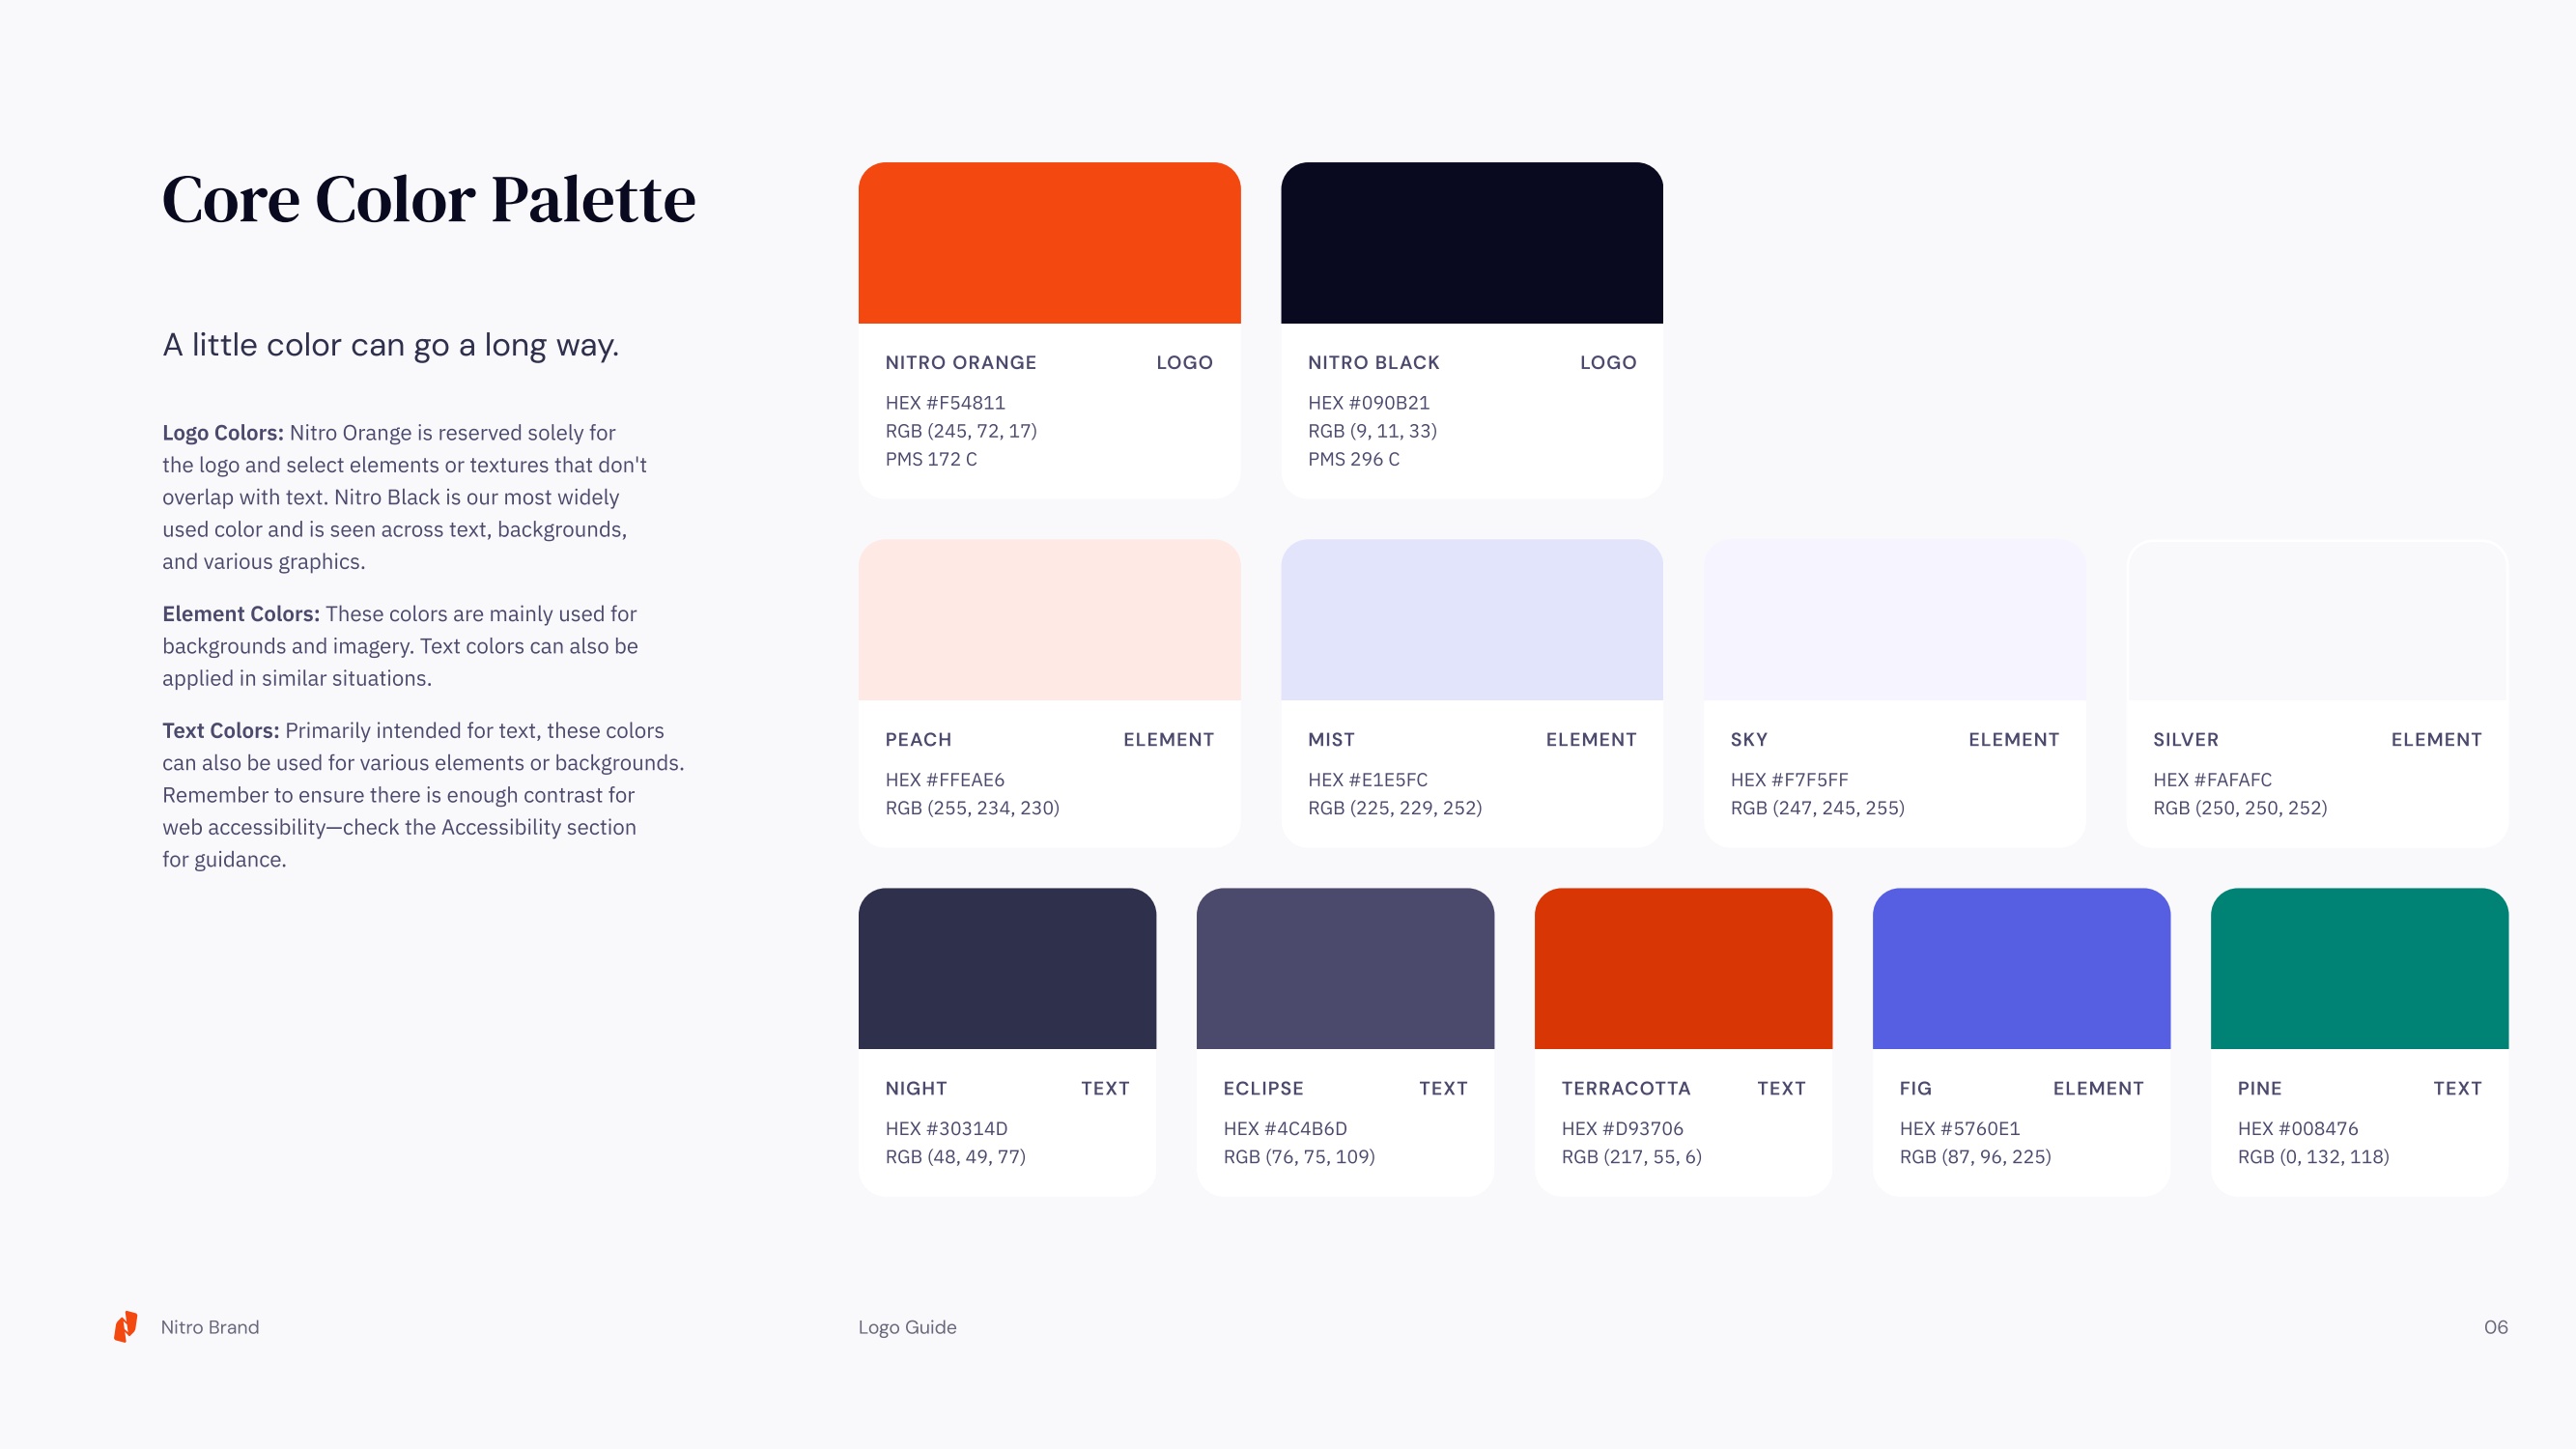 Core Color Palette
A little color can go a long way.
Logo Colors: Nitro Orange is reserved solely for
the logo and select elements or textures that don't
overlap with text. Nitro Black is our most widely
used color and is seen across text, backgrounds,
and various graphics.
Element Colors: These colors are mainly used for
backgrounds and imagery. Text colors can also be
applied in similar situations.
Text Colors: Primarily intended for text, these colors
can also be used for various elements or backgrounds.
Remember to ensure there is enough contrast for
web accessibility—check the Accessibility section
for guidance.
NITRO ORANGE LOGO
HEX #F54811
RGB (245, 72, 17)
PMS 172 C
NITRO BLACK LOGO
HEX #090B21
RGB (9, 11, 33)
PMS 296 C
PEACH ELEMENT
HEX #FFEAE6
RGB (255, 234, 230)
MIST ELEMENT
HEX #E1E5FC
RGB (225, 229, 252)
SKY ELEMENT
HEX #F7F5FF
RGB (247, 245, 255)
SILVER ELEMENT
HEX #FAFAFC
RGB (250, 250, 252)
NIGHT TEXT
HEX #30314D
RGB (48, 49, 77)
ECLIPSE TEXT
HEX #4C4B6D
RGB (76, 75, 109)
TERRACOTTA TEXT
HEX #D93706
RGB (217, 55, 6)
FIG ELEMENT
HEX #5760E1
RGB (87, 96, 225)
PINE TEXT
HEX #008476
RGB (0, 132, 118)
Nitro Brand
Logo Guide
06